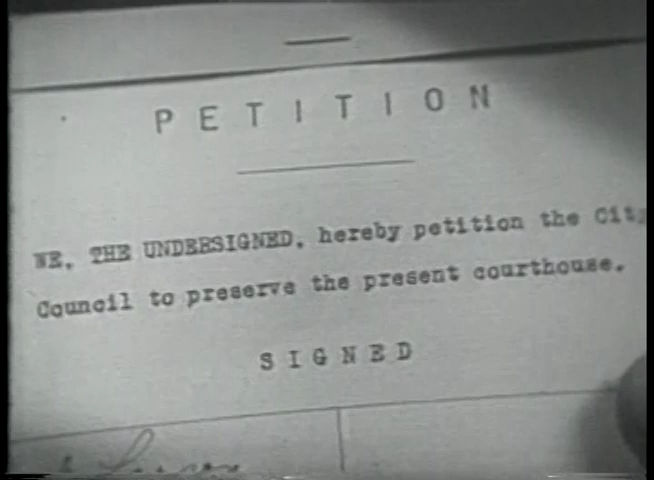 PETITION
WE, THE UNDERSIGNED, hereby petition the City
Council to preserve the present courthouse.
SIGNED